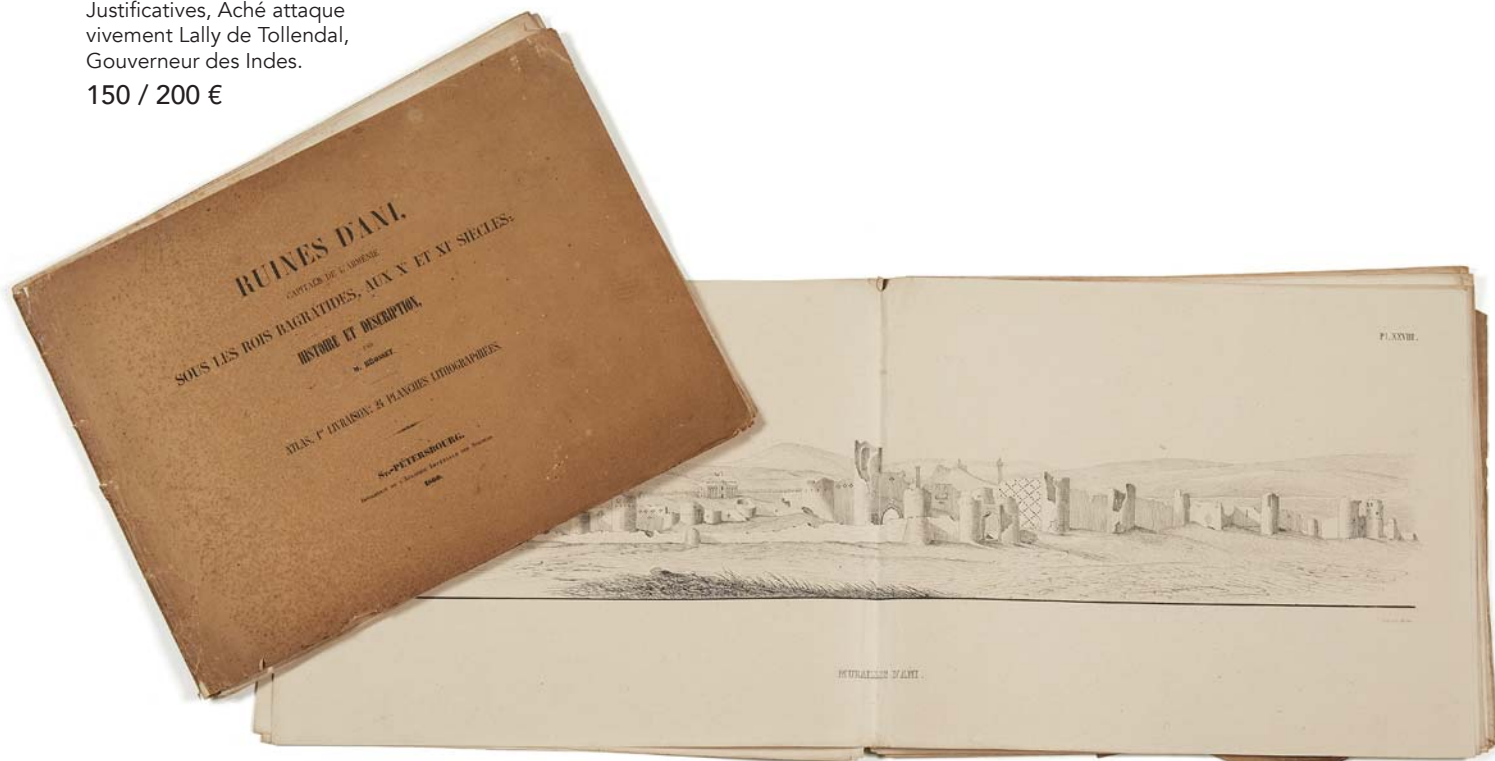 Justificatives, Aché attaque
vivement Lally de Tollendal,
Gouverneur des Indes.
150 / 200 €
RUINES D'ANI,
CAPITALE DE L'ARMÉNIE
SOUS LES ROIS BAGRATIDES, AUX Xᵉ ET XIᵉ SIÈCLES;
HISTOIRE ET DESCRIPTION,
PAR
M. BROSSET
ATLAS, 1ʳᵉ LIVRAISON: 21 PLANCHES LITHOGRAPHIÉES.
Sᵗ-PÉTERSBOURG.
1860.
Pl. XXVIII.
MURAILLE D'ANI.